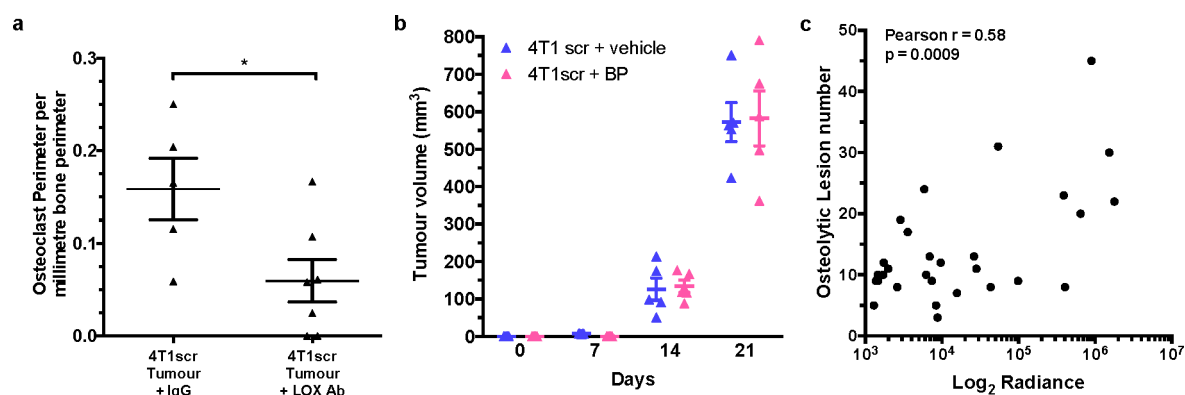 a
Osteoclast Perimeter per
millimetre bone perimeter
0.3
0.2
0.1
0.0
*
4T1scr
Tumour
+ IgG
4T1scr
Tumour
+ LOX Ab
b
Tumour volume (mm³)
800
700
600
500
400
300
200
100
0
4T1 scr + vehicle
4T1scr + BP
0 7 14 21
Days
c
Osteolytic Lesion number
50
40
30
20
10
0
Pearson r = 0.58
p = 0.0009
10³ 10⁴ 10⁵ 10⁶ 10⁷
Log₂ Radiance